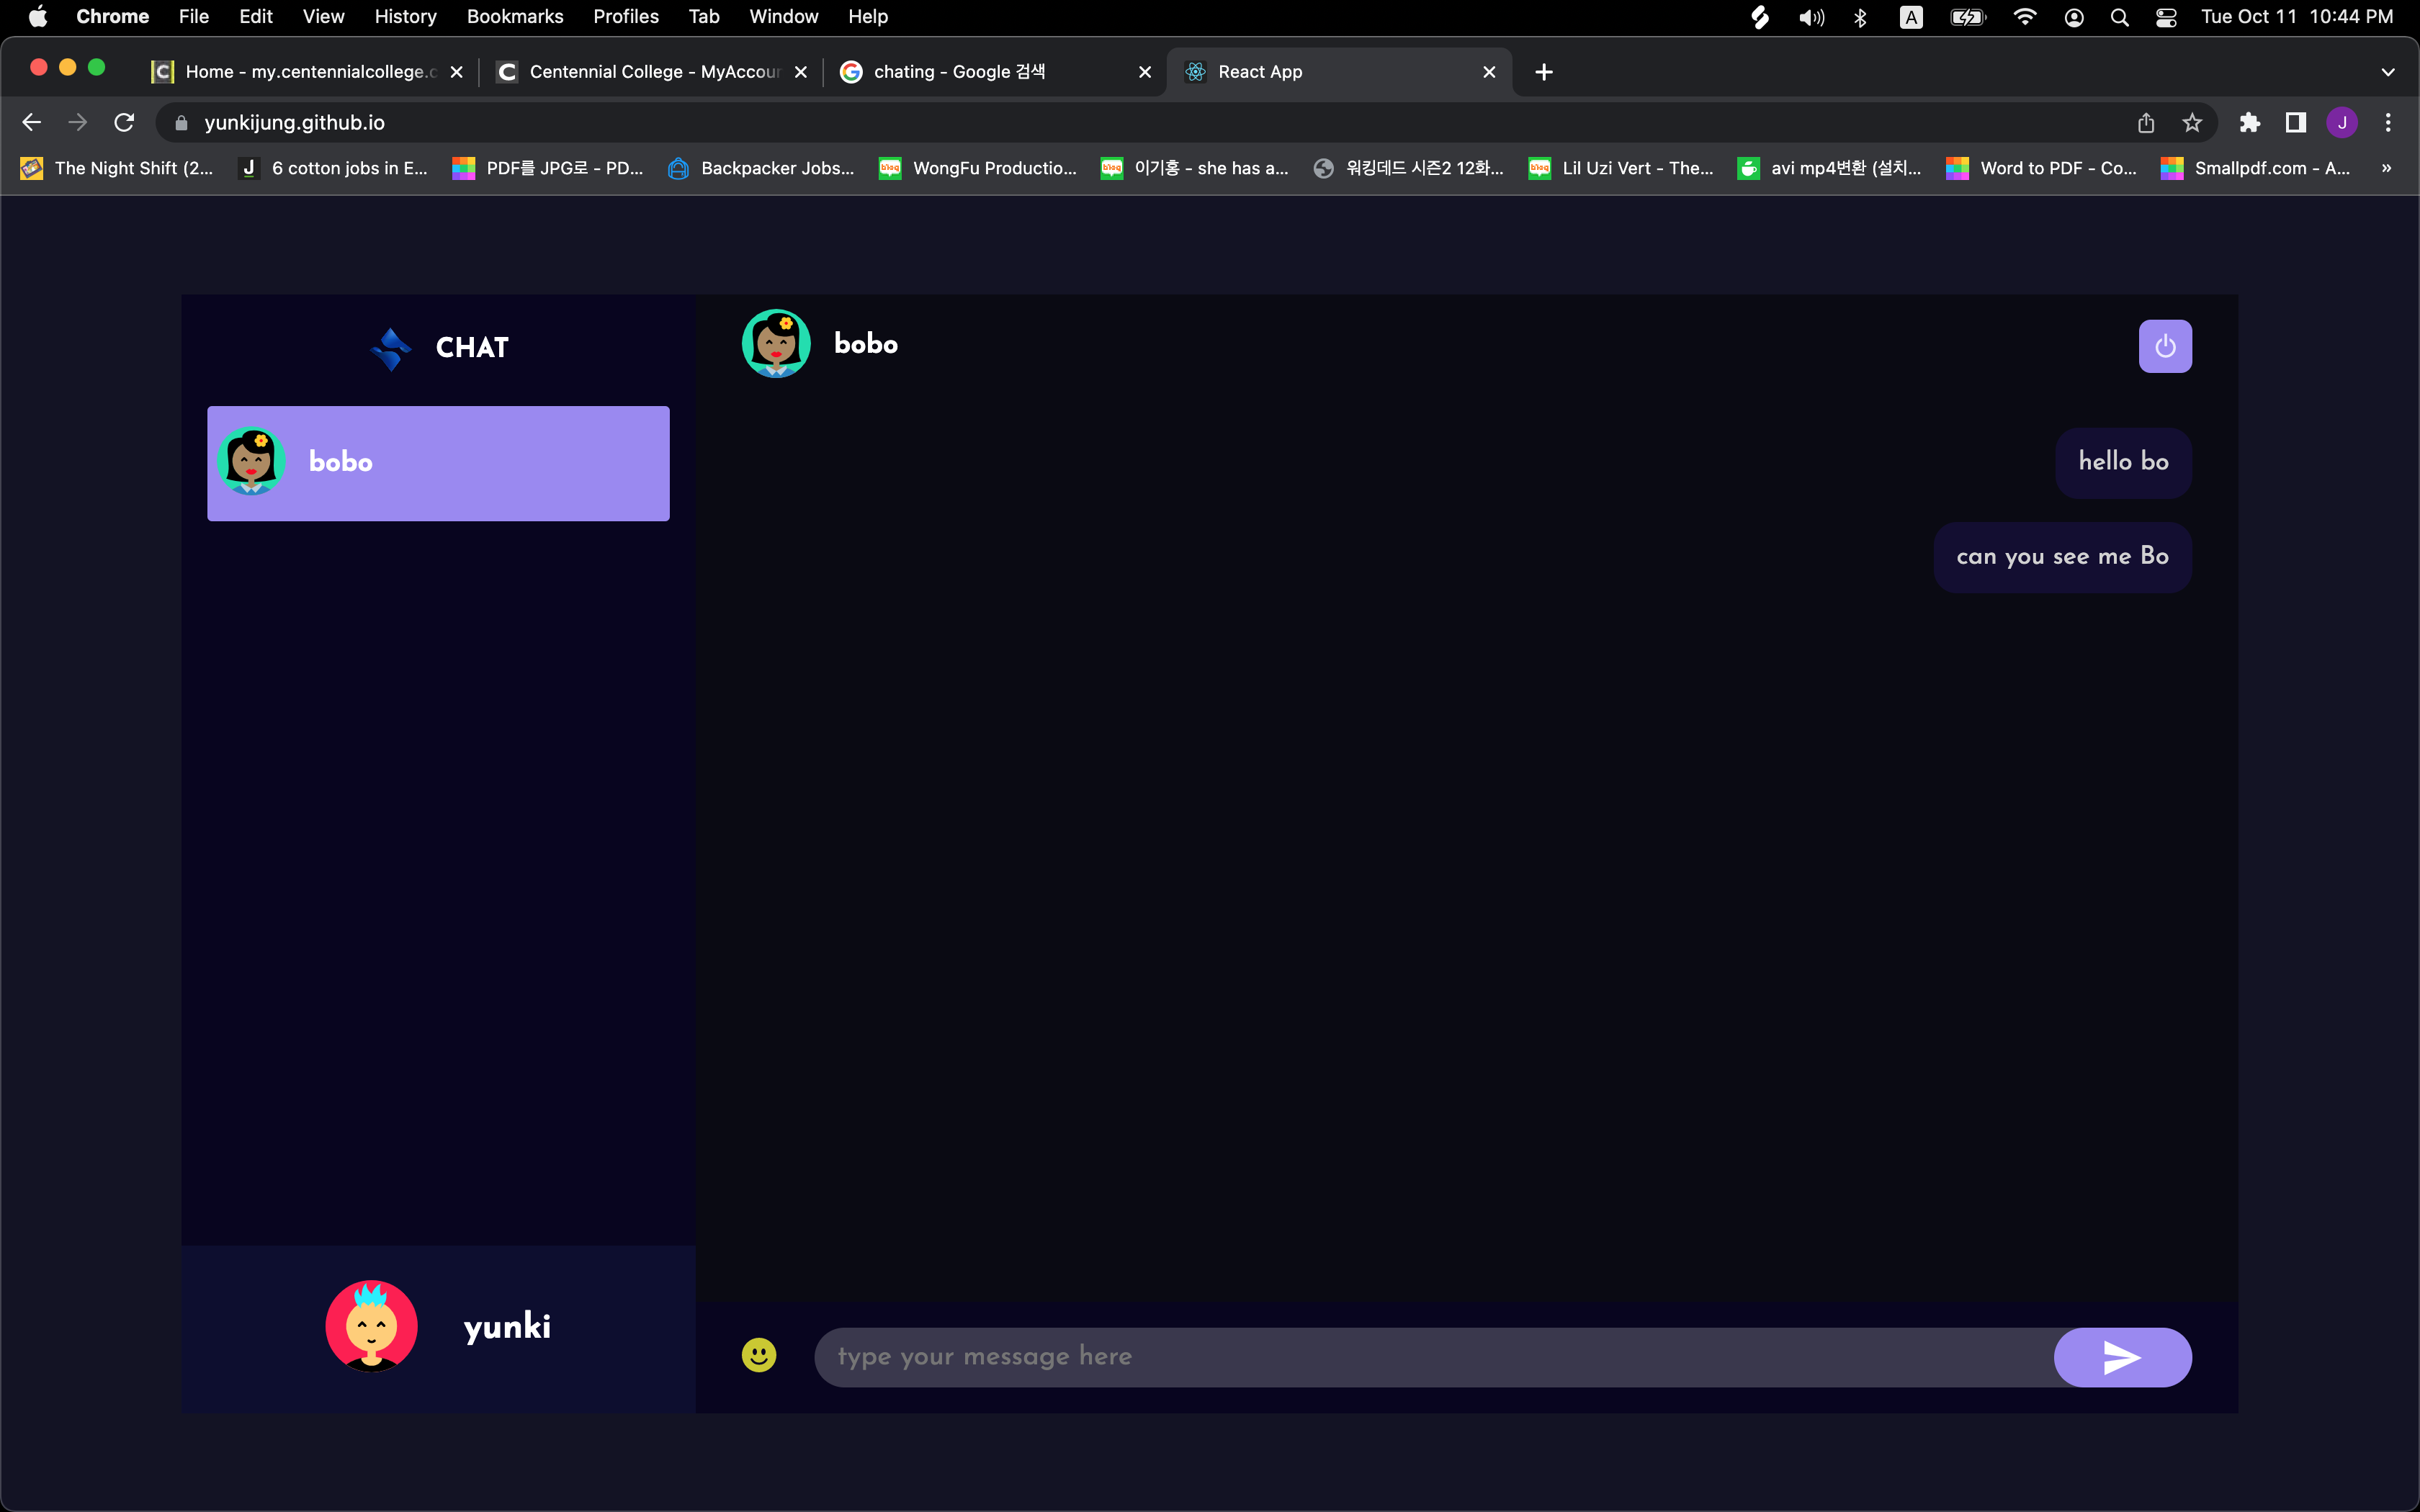 Chrome File Edit View History Bookmarks Profiles Tab Window Help A Tue Oct 11 10:44 PM
C Home - my.centennialcollege.c C Centennial College - MyAccoun chating - Google 검색 React App
yunkijung.github.io J
The Night Shift (2... J 6 cotton jobs in E... PDF를 JPG로 - PD... Backpacker Jobs... blog WongFu Productio... blog 이기홍 - she has a... 워킹데드 시즌2 12화... blog Lil Uzi Vert - The... avi mp4변환 (설치... Word to PDF - Co... Smallpdf.com - A... »
CHAT
bobo
bobo
hello bo
can you see me Bo
yunki
type your message here